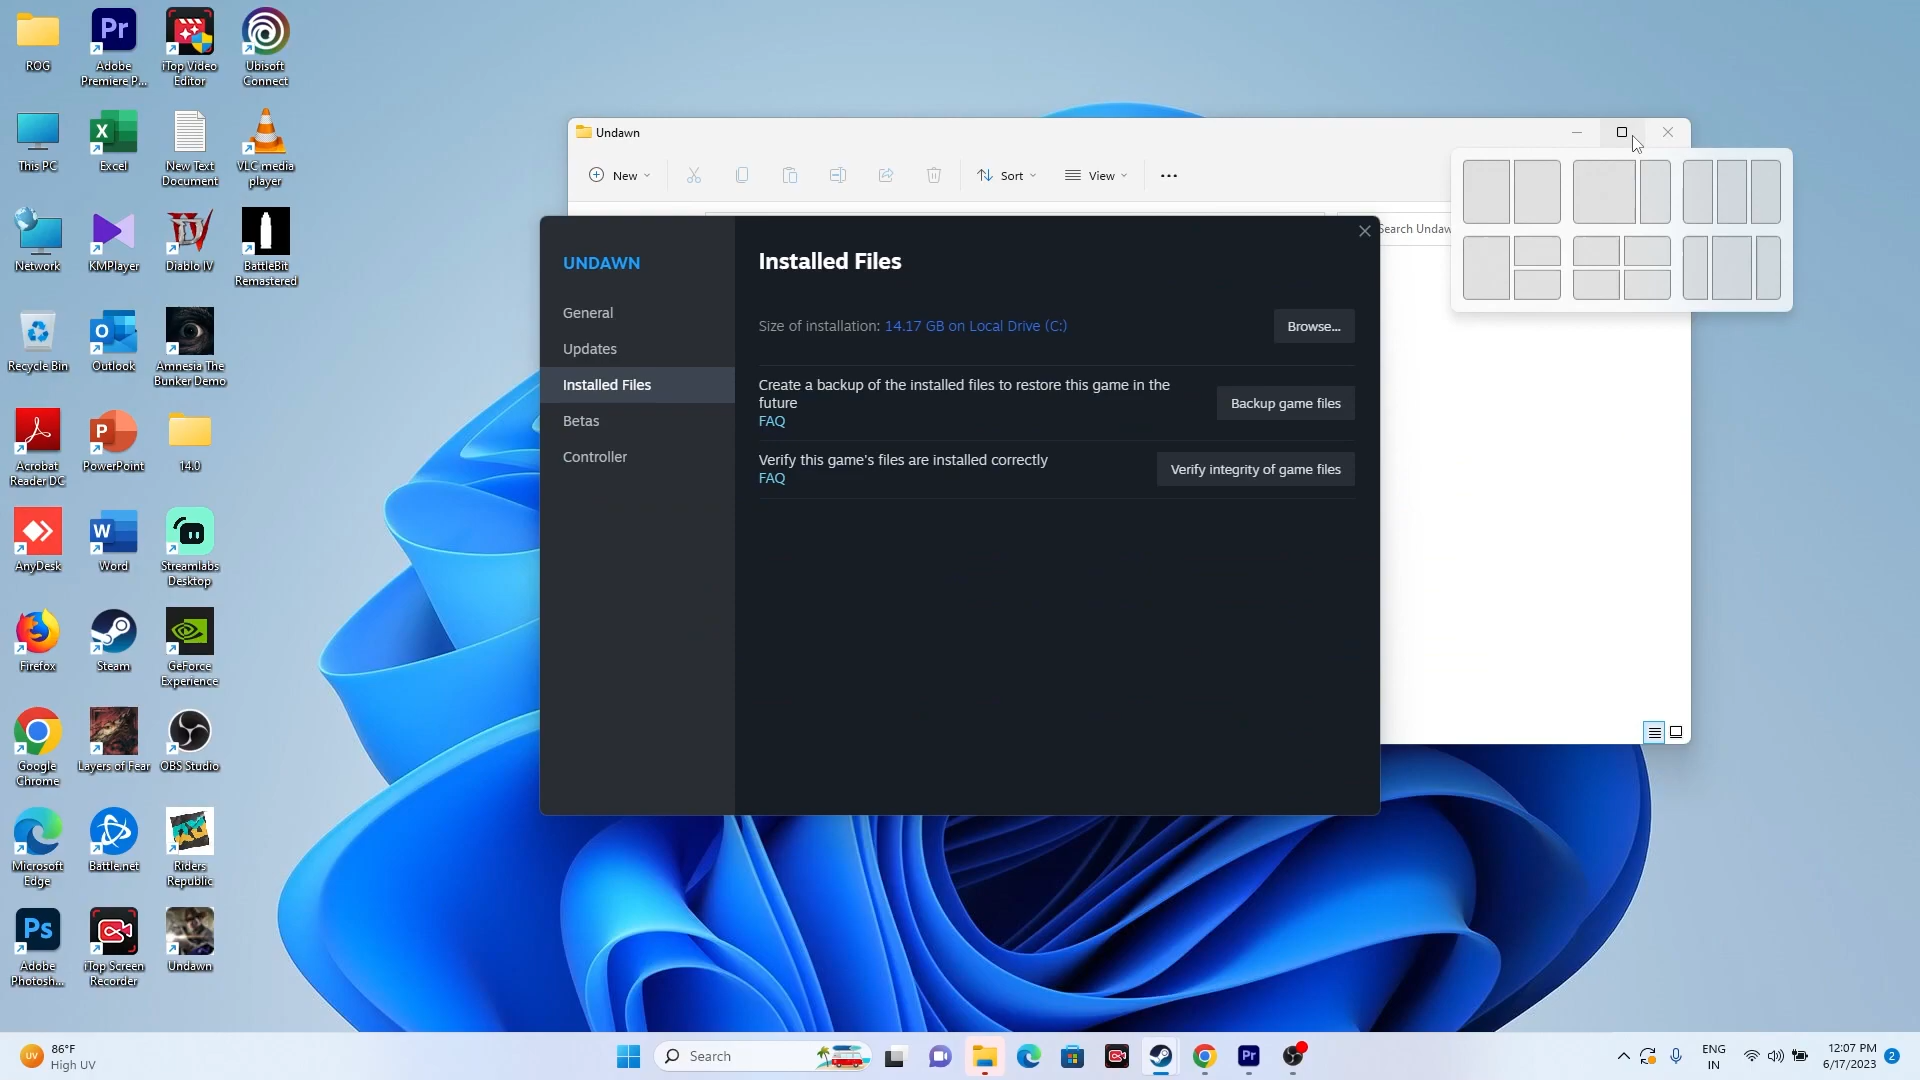 ROG
Adobe
Premiere P...
iTop Video
Editor
Ubisoft
Connect
This PC
Excel
New Text
Document
VLC media
player
Network
KMPlayer
Diablo IV
BattleBit
Remastered
Recycle Bin
Outlook
Amnesia The
Bunker Demo
Acrobat
Reader DC
PowerPoint
14.0
AnyDesk
Word
Streamlabs
Desktop
Firefox
Steam
GeForce
Experience
Google
Chrome
Layers of Fear
OBS Studio
Microsoft
Edge
Battle.net
Riders
Republic
Adobe
Photosh...
iTop Screen
Recorder
Undawn
Undawn
New
Sort
View
Search Undaw
UNDAWN
General
Updates
Installed Files
Betas
Controller
Installed Files
Size of installation: 14.17 GB on Local Drive (C:)
Browse...
Create a backup of the installed files to restore this game in the
future
FAQ
Backup game files
Verify this game's files are installed correctly
FAQ
Verify integrity of game files
UV
86°F
High UV
Search
Pr
ENG
IN
12:07 PM
6/17/2023
2